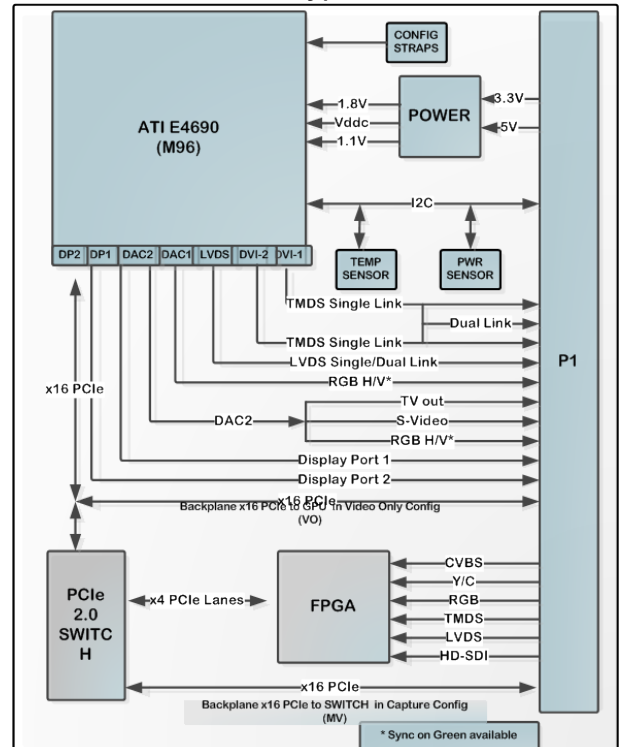 CONFIG
STRAPS
ATI E4690
(M96)
1.8V
Vddc
1.1V
POWER
3.3V
5V
I2C
DP2 DP1 DAC2 DAC1 LVDS DVI-2 DVI-1
TEMP
SENSOR
PWR
SENSOR
TMDS Single Link
Dual Link
TMDS Single Link
LVDS Single/Dual Link
RGB H/V*
P1
x16 PCIe
TV out
DAC2
S-Video
RGB H/V*
Display Port 1
Display Port 2
x16 PCIe
Backplane x16 PCIe to GPU in Video Only Config
(VO)
PCIe
2.0
SWITC
H
x4 PCIe Lanes
FPGA
CVBS
Y/C
RGB
TMDS
LVDS
HD-SDI
x16 PCIe
Backplane x16 PCIe to SWITCH in Capture Config
(MV)
* Sync on Green available